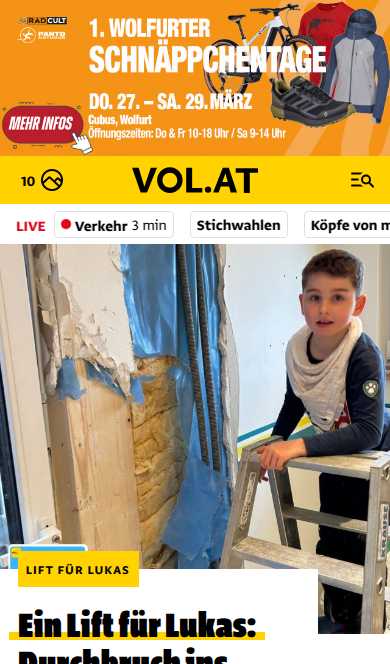 RADCULT
PANTO
1. WOLFURTER
SCHNÄPPCHENTAGE
DO. 27. – SA. 29. MÄRZ
Cubus, Wolfurt
Öffnungszeiten: Do & Fr 10-18 Uhr / Sa 9-14 Uhr
MEHR INFOS
10
VOL.AT
LIVE
Verkehr 3 min
Stichwahlen
Köpfe von m
LIFT FÜR LUKAS
Ein Lift für Lukas:
Durchbruch ins